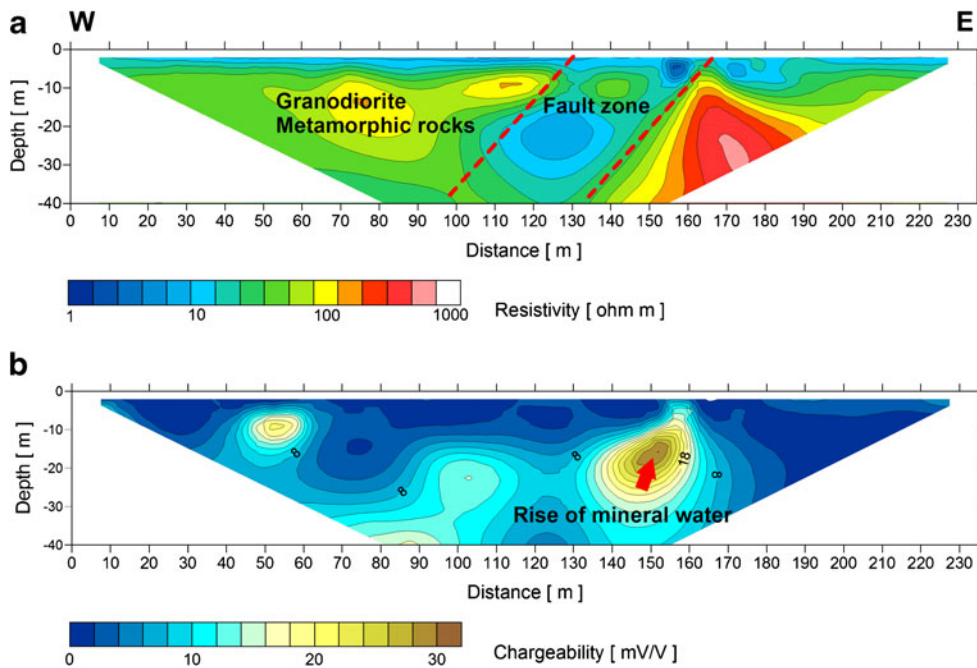 a W E
0
-10
-20
-30
-40
Depth [ m ]
Granodiorite
Metamorphic rocks
Fault zone
0 10 20 30 40 50 60 70 80 90 100 110 120 130 140 150 160 170 180 190 200 210 220 230
Distance [ m ]
1 10 100 1000
Resistivity [ ohm m ]
b
0
-10
-20
-30
-40
Depth [ m ]
8 8 8 18 8
Rise of mineral water
0 10 20 30 40 50 60 70 80 90 100 110 120 130 140 150 160 170 180 190 200 210 220 230
Distance [ m ]
0 10 20 30
Chargeability [ mV/V ]